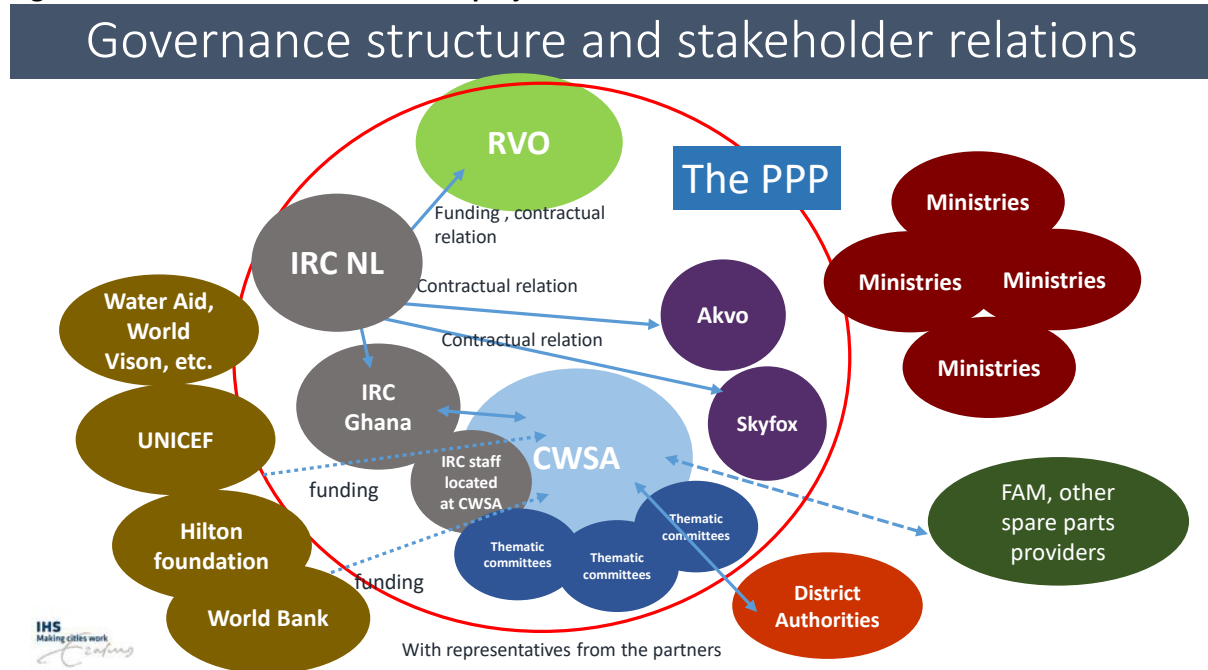 Governance structure and stakeholder relations
RVO
The PPP
Ministries
Funding , contractual
relation
IRC NL
Ministries
Ministries
Contractual relation
Water Aid,
World
Vison, etc.
Akvo
Contractual relation
Ministries
IRC
Ghana
Skyfox
UNICEF
CWSA
IRC staff
located
at CWSA
funding
FAM, other
spare parts
providers
Hilton
foundation
Thematic
committees
Thematic
committees
Thematic
committees
funding
District
Authorities
World Bank
With representatives from the partners
IHS
Making cities work
Erasmus